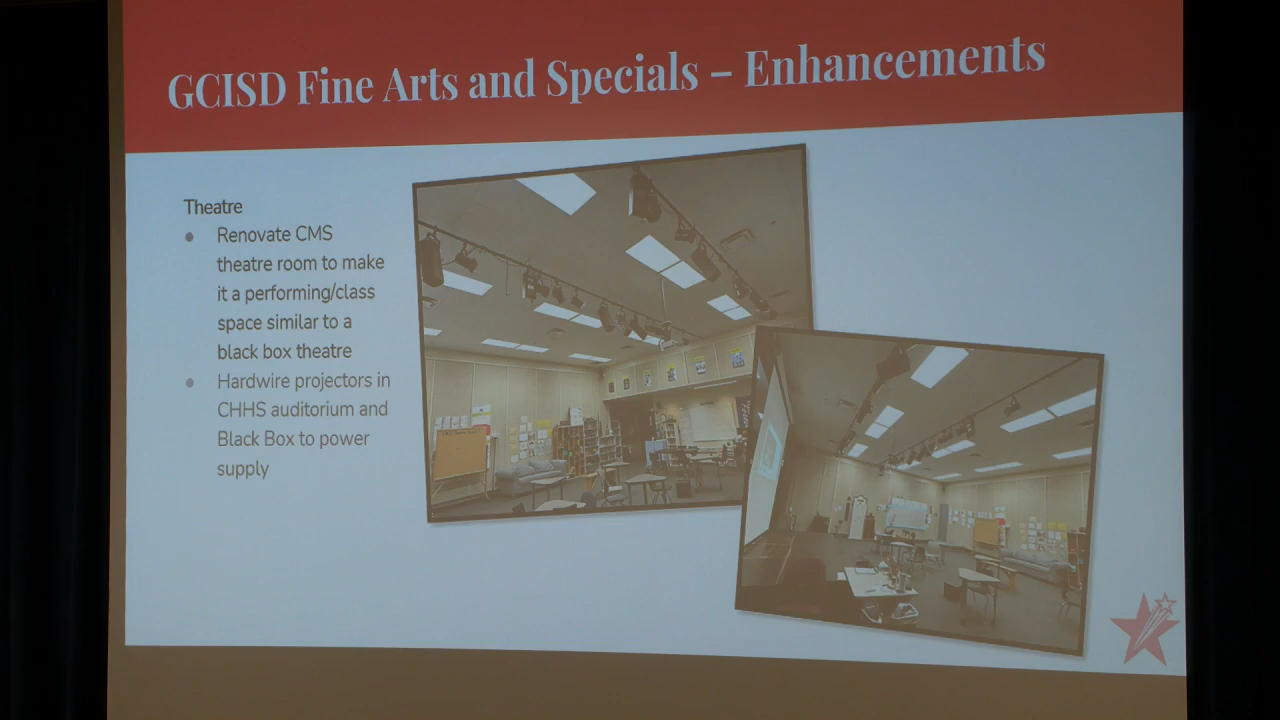 GCISD Fine Arts and Specials – Enhancements
Theatre
● Renovate CMS
theatre room to make
it a performing/class
space similar to a
black box theatre
● Hardwire projectors in
CHHS auditorium and
Black Box to power
supply